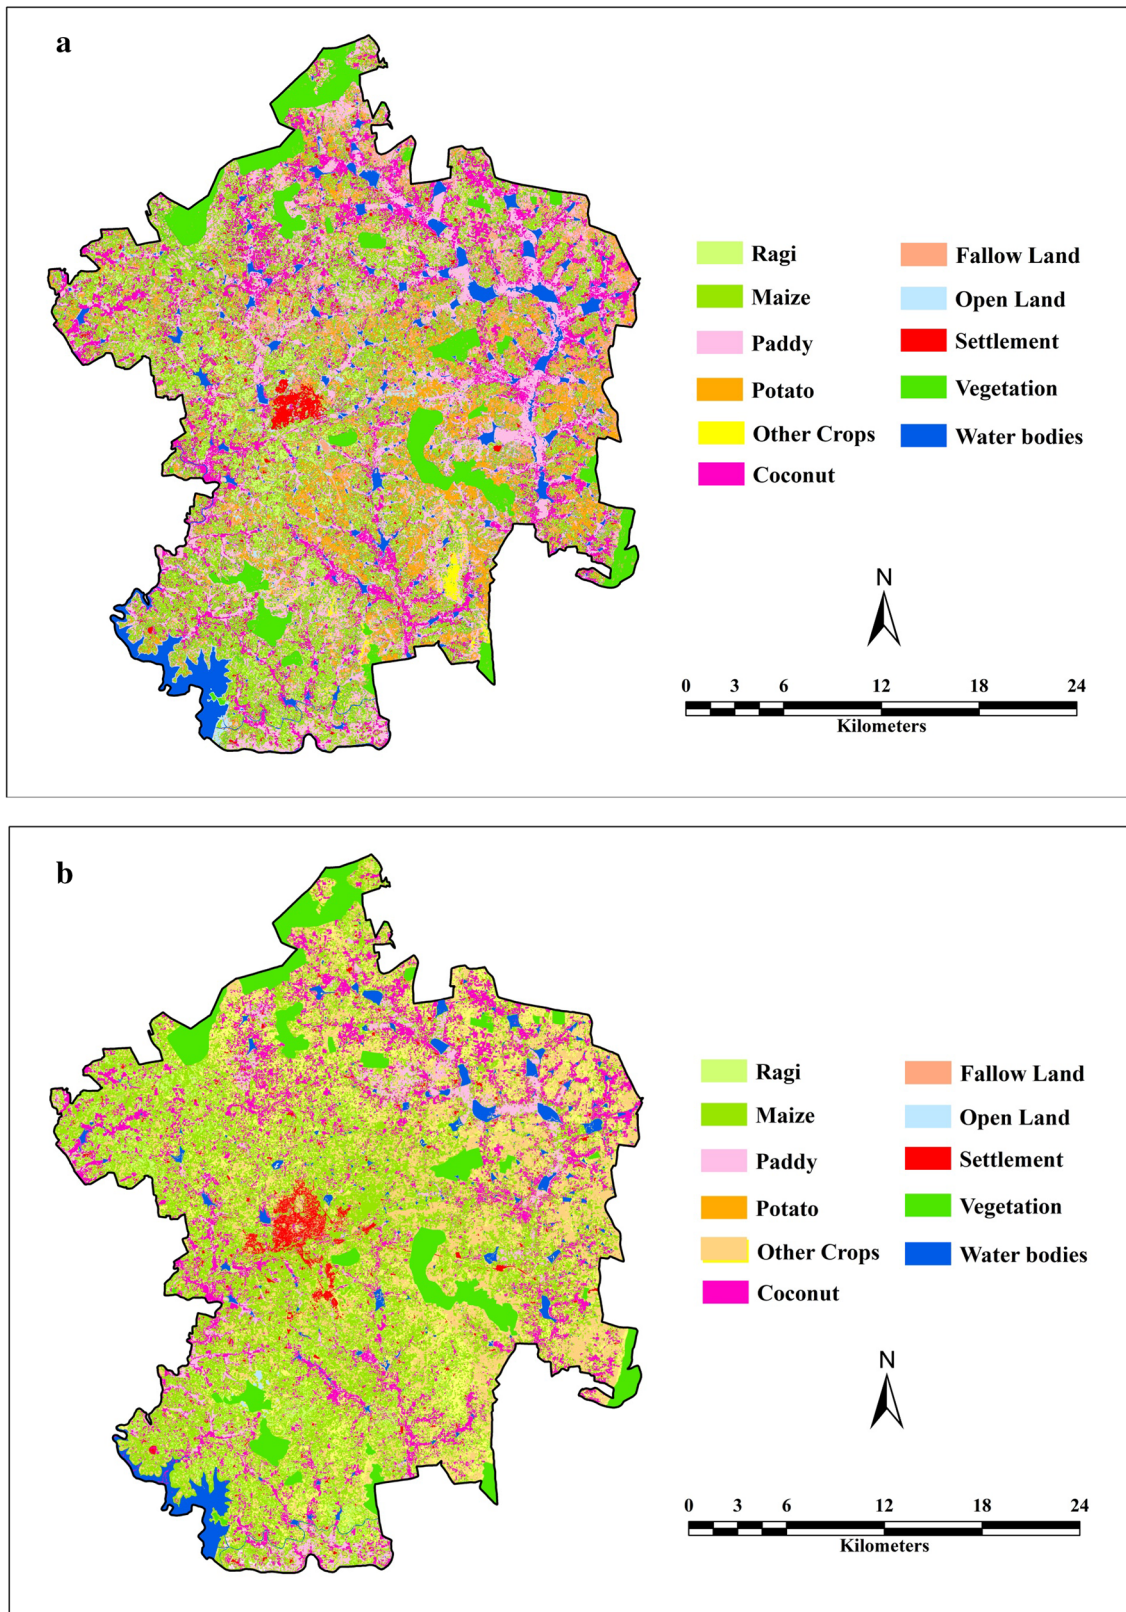 a
Ragi
Maize
Paddy
Potato
Other Crops
Coconut
Fallow Land
Open Land
Settlement
Vegetation
Water bodies
N
0 3 6 12 18 24
Kilometers
b
Ragi
Maize
Paddy
Potato
Other Crops
Coconut
Fallow Land
Open Land
Settlement
Vegetation
Water bodies
N
0 3 6 12 18 24
Kilometers